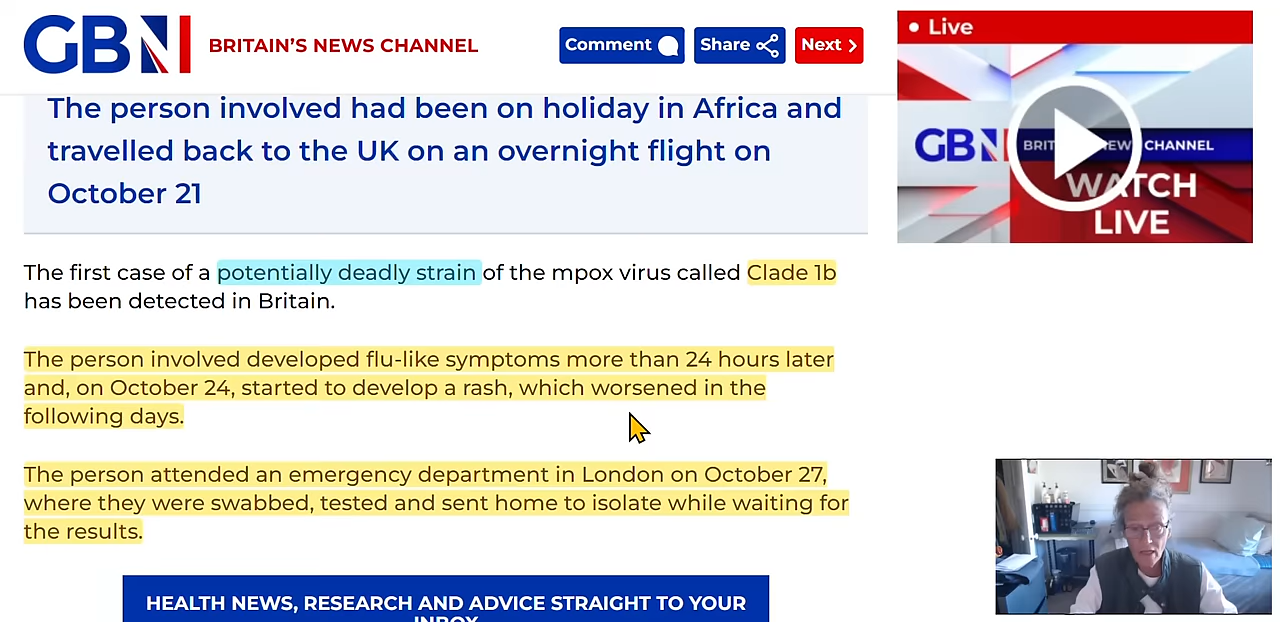 GBN BRITAIN'S NEWS CHANNEL
Comment Share Next
Live
The person involved had been on holiday in Africa and
travelled back to the UK on an overnight flight on
October 21
GBN BRIT EW CHANNEL
WATCH
LIVE
The first case of a potentially deadly strain of the mpox virus called Clade 1b
has been detected in Britain.
The person involved developed flu-like symptoms more than 24 hours later
and, on October 24, started to develop a rash, which worsened in the
following days.
The person attended an emergency department in London on October 27,
where they were swabbed, tested and sent home to isolate while waiting for
the results.
HEALTH NEWS, RESEARCH AND ADVICE STRAIGHT TO YOUR
INBOX